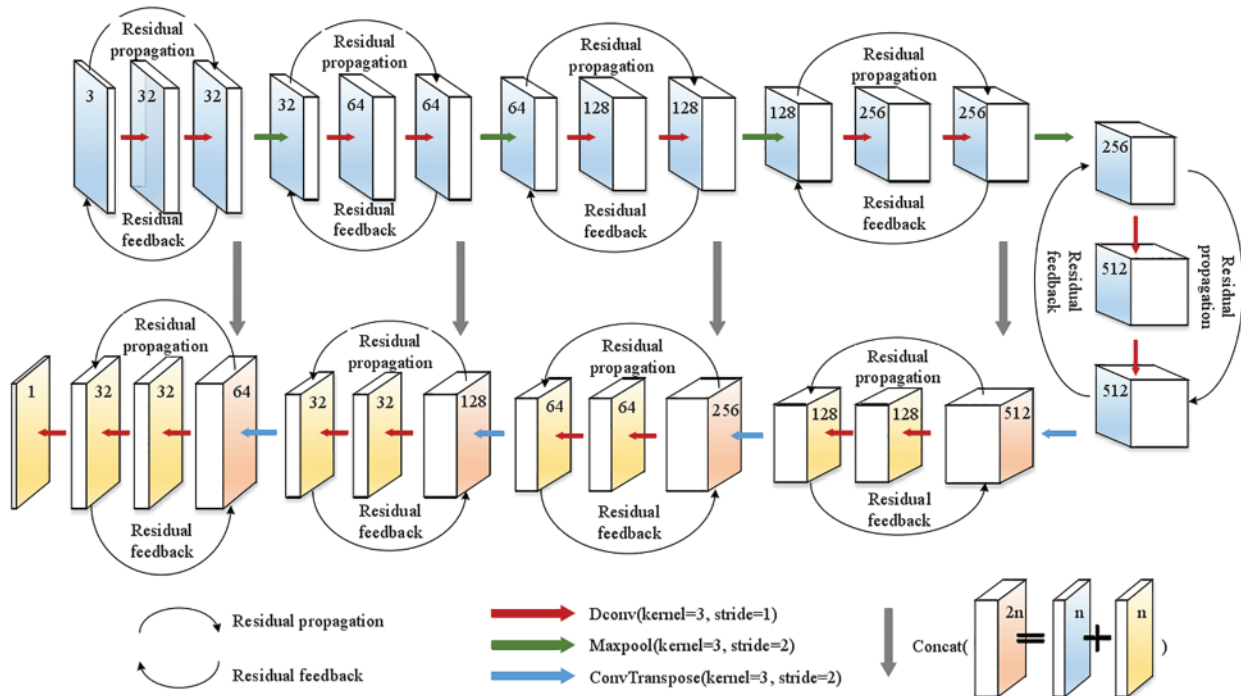 Residual
propagation
Residual
propagation
Residual
propagation
Residual
propagation
3
32
32
32
64
64
64
128
128
128
256
256
256
Residual
feedback
Residual
feedback
Residual
feedback
Residual
feedback
512
512
Residual
feedback
Residual
propagation
Residual
propagation
Residual
propagation
Residual
propagation
Residual
propagation
1
32
32
64
32
32
128
64
64
256
128
128
512
Residual
feedback
Residual
feedback
Residual
feedback
Residual
feedback
Residual propagation
Residual feedback
Dconv(kernel=3, stride=1)
Maxpool(kernel=3, stride=2)
ConvTranspose(kernel=3, stride=2)
Concat( 2n = n + n )